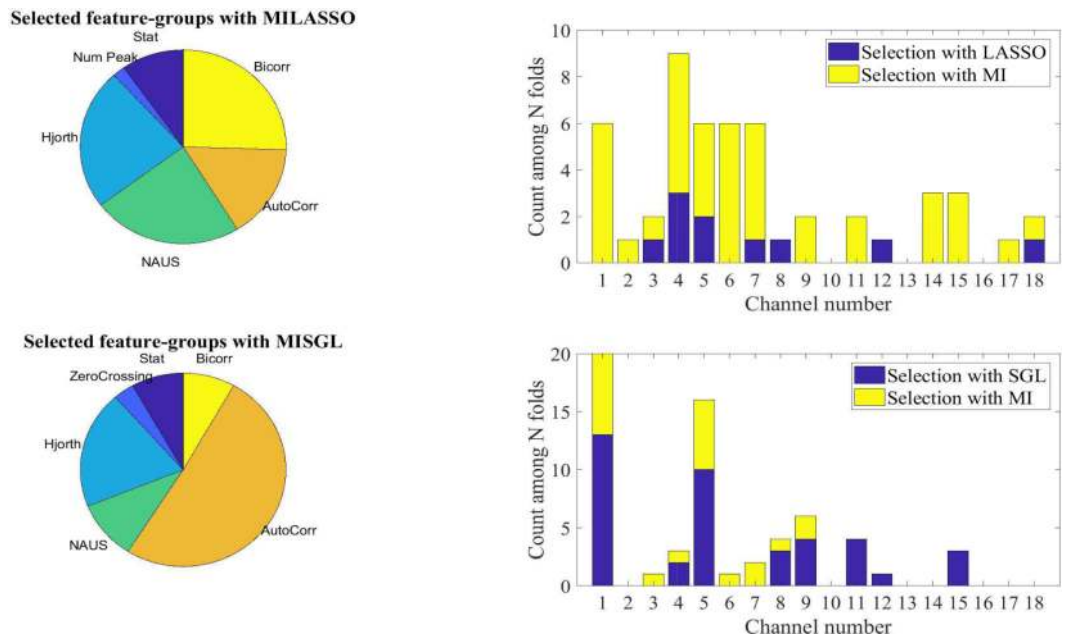 Selected feature-groups with MILASSO
Stat
Num Peak
Bicorr
Hjorth
AutoCorr
NAUS
10
8
6
4
2
0
Count among N folds
Selection with LASSO
Selection with MI
1 2 3 4 5 6 7 8 9 10 11 12 13 14 15 16 17 18
Channel number
Selected feature-groups with MISGL
Stat
Bicorr
ZeroCrossing
Hjorth
NAUS
AutoCorr
20
15
10
5
0
Count among N folds
Selection with SGL
Selection with MI
1 2 3 4 5 6 7 8 9 10 11 12 13 14 15 16 17 18
Channel number